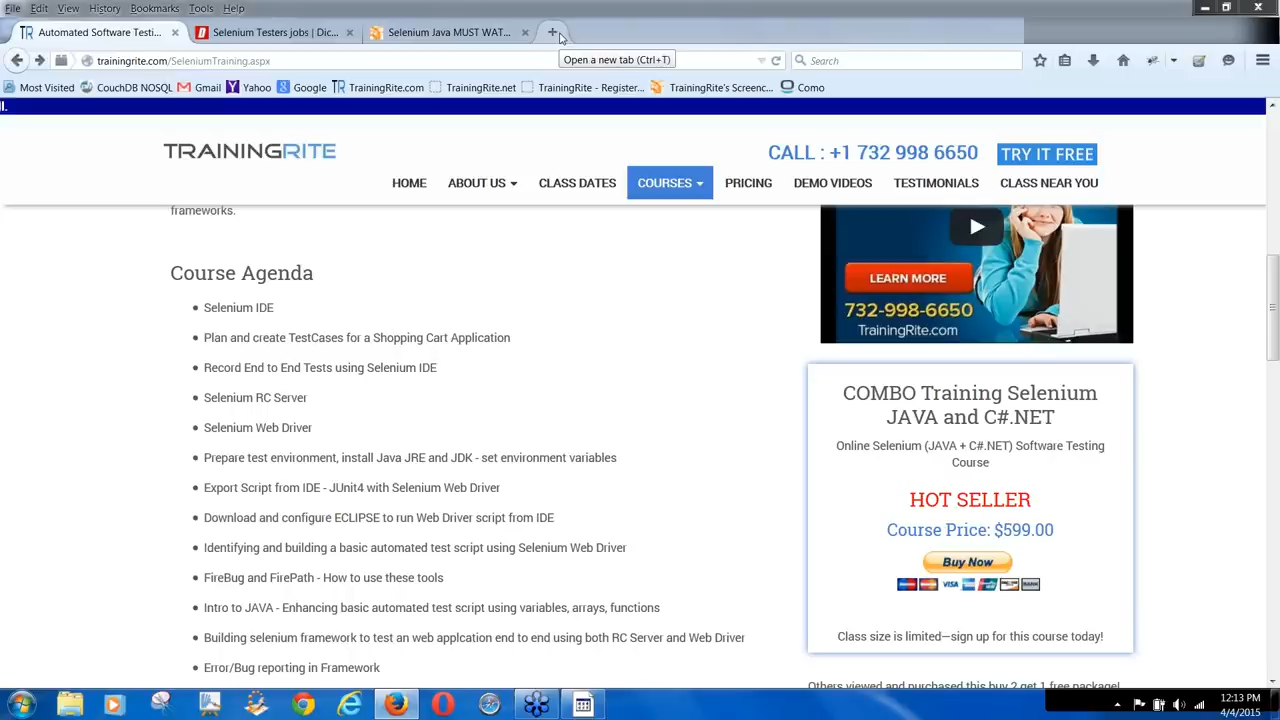 File Edit View History Bookmarks Tools Help
Automated Software Testi... Selenium Testers jobs | Dic... Selenium Java MUST WAT...
Open a new tab (Ctrl+T)
trainingrite.com/SeleniumTraining.aspx Search
Most Visited CouchDB NOSQL Gmail Yahoo Google TrainingRite.com TrainingRite.net TrainingRite - Register... TrainingRite's Screenc... Como
TRAININGRITE
CALL : +1 732 998 6650 TRY IT FREE
HOME ABOUT US CLASS DATES COURSES PRICING DEMO VIDEOS TESTIMONIALS CLASS NEAR YOU
frameworks.
Course Agenda
Selenium IDE
Plan and create TestCases for a Shopping Cart Application
Record End to End Tests using Selenium IDE
Selenium RC Server
Selenium Web Driver
Prepare test environment, install Java JRE and JDK - set environment variables
Export Script from IDE - JUnit4 with Selenium Web Driver
Download and configure ECLIPSE to run Web Driver script from IDE
Identifying and building a basic automated test script using Selenium Web Driver
FireBug and FirePath - How to use these tools
Intro to JAVA - Enhancing basic automated test script using variables, arrays, functions
Building selenium framework to test an web applcation end to end using both RC Server and Web Driver
Error/Bug reporting in Framework
LEARN MORE
732-998-6650
TrainingRite.com
COMBO Training Selenium
JAVA and C#.NET
Online Selenium (JAVA + C#.NET) Software Testing
Course
HOT SELLER
Course Price: $599.00
Buy Now
VISA BANK
Class size is limited—sign up for this course today!
Others viewed and purchased this buy 2 get 1 free package!
12:13 PM
4/4/2015